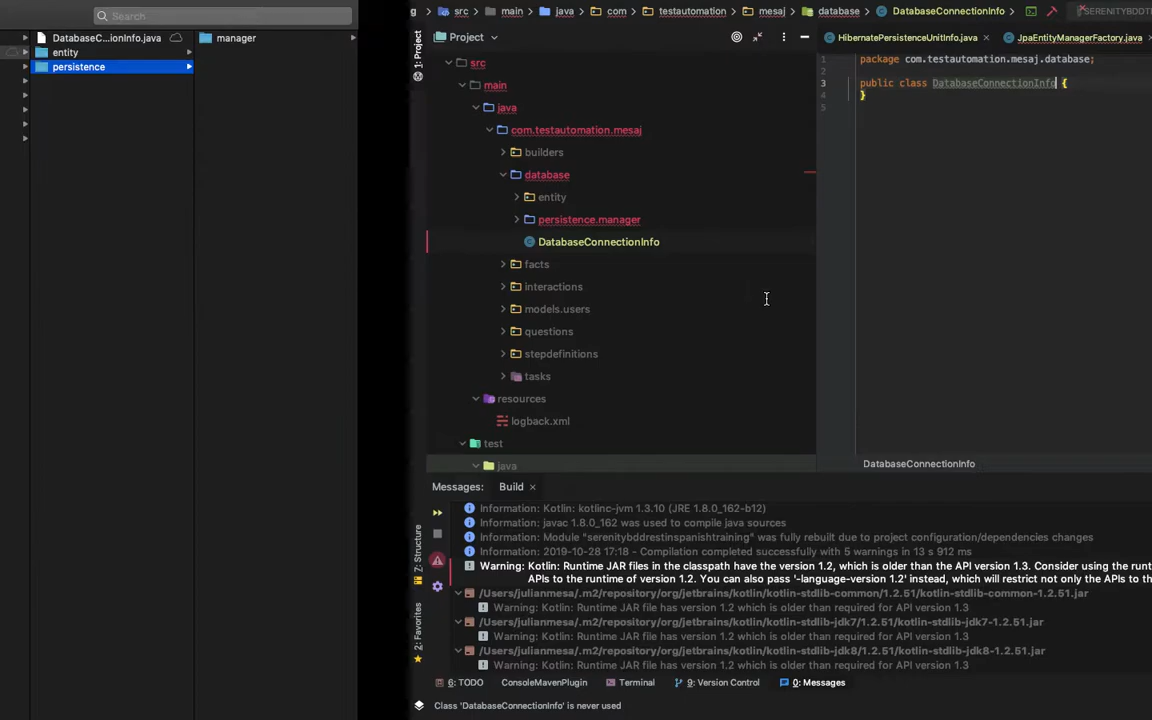 Search
DatabaseC...ionInfo.java
entity
persistence
manager
src
main
java
com
testautomation
mesaj
database
DatabaseConnectionInfo
SERENITYBDDT
1: Project
Project
src
main
java
com.testautomation.mesaj
builders
database
entity
persistence.manager
DatabaseConnectionInfo
facts
interactions
models.users
questions
stepdefinitions
tasks
resources
logback.xml
test
java
HibernatePersistenceUnitInfo.java
JpaEntityManagerFactory.java
1 package com.testautomation.mesaj.database;
2
3 public class DatabaseConnectionInfo {
4 }
5
DatabaseConnectionInfo
Messages: Build
Information: Kotlin: kotlinc-jvm 1.3.10 (JRE 1.8.0_162-b12)
Information: javac 1.8.0_162 was used to compile java sources
Information: Module "serenitybddrestinspanishtraining" was fully rebuilt due to project configuration/dependencies changes
Information: 2019-10-28 17:18 - Compilation completed successfully with 5 warnings in 13 s 912 ms
Warning: Kotlin: Runtime JAR files in the classpath have the version 1.2, which is older than the API version 1.3. Consider using the runt
APIs to the runtime of version 1.2. You can also pass '-language-version 1.2' instead, which will restrict not only the APIs to th
/Users/julianmesa/.m2/repository/org/jetbrains/kotlin/kotlin-stdlib-common/1.2.51/kotlin-stdlib-common-1.2.51.jar
Warning: Kotlin: Runtime JAR file has version 1.2 which is older than required for API version 1.3
/Users/julianmesa/.m2/repository/org/jetbrains/kotlin/kotlin-stdlib-jdk7/1.2.51/kotlin-stdlib-jdk7-1.2.51.jar
Warning: Kotlin: Runtime JAR file has version 1.2 which is older than required for API version 1.3
/Users/julianmesa/.m2/repository/org/jetbrains/kotlin/kotlin-stdlib-jdk8/1.2.51/kotlin-stdlib-jdk8-1.2.51.jar
Warning: Kotlin: Runtime JAR file has version 1.2 which is older than required for API version 1.3
7: Structure
2: Favorites
6: TODO
ConsoleMavenPlugin
Terminal
9: Version Control
0: Messages
Class 'DatabaseConnectionInfo' is never used